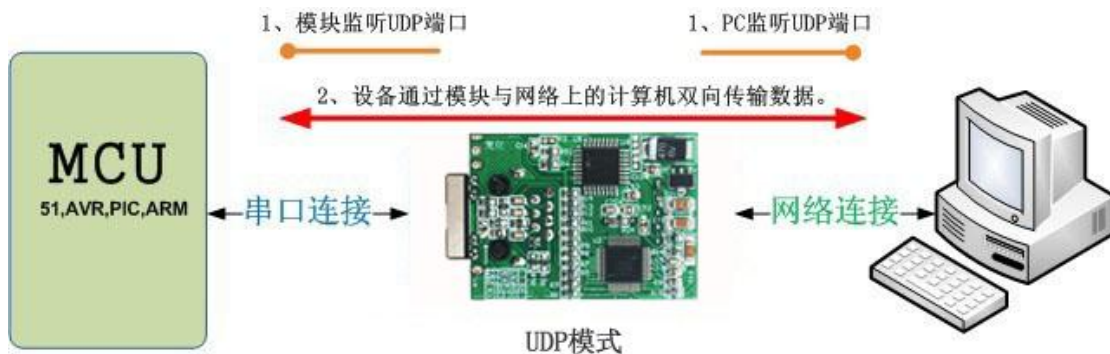 1、模块监听UDP端口
1、PC监听UDP端口
2、设备通过模块与网络上的计算机双向传输数据。
MCU
51,AVR,PIC,ARM
串口连接
网络连接
UDP模式